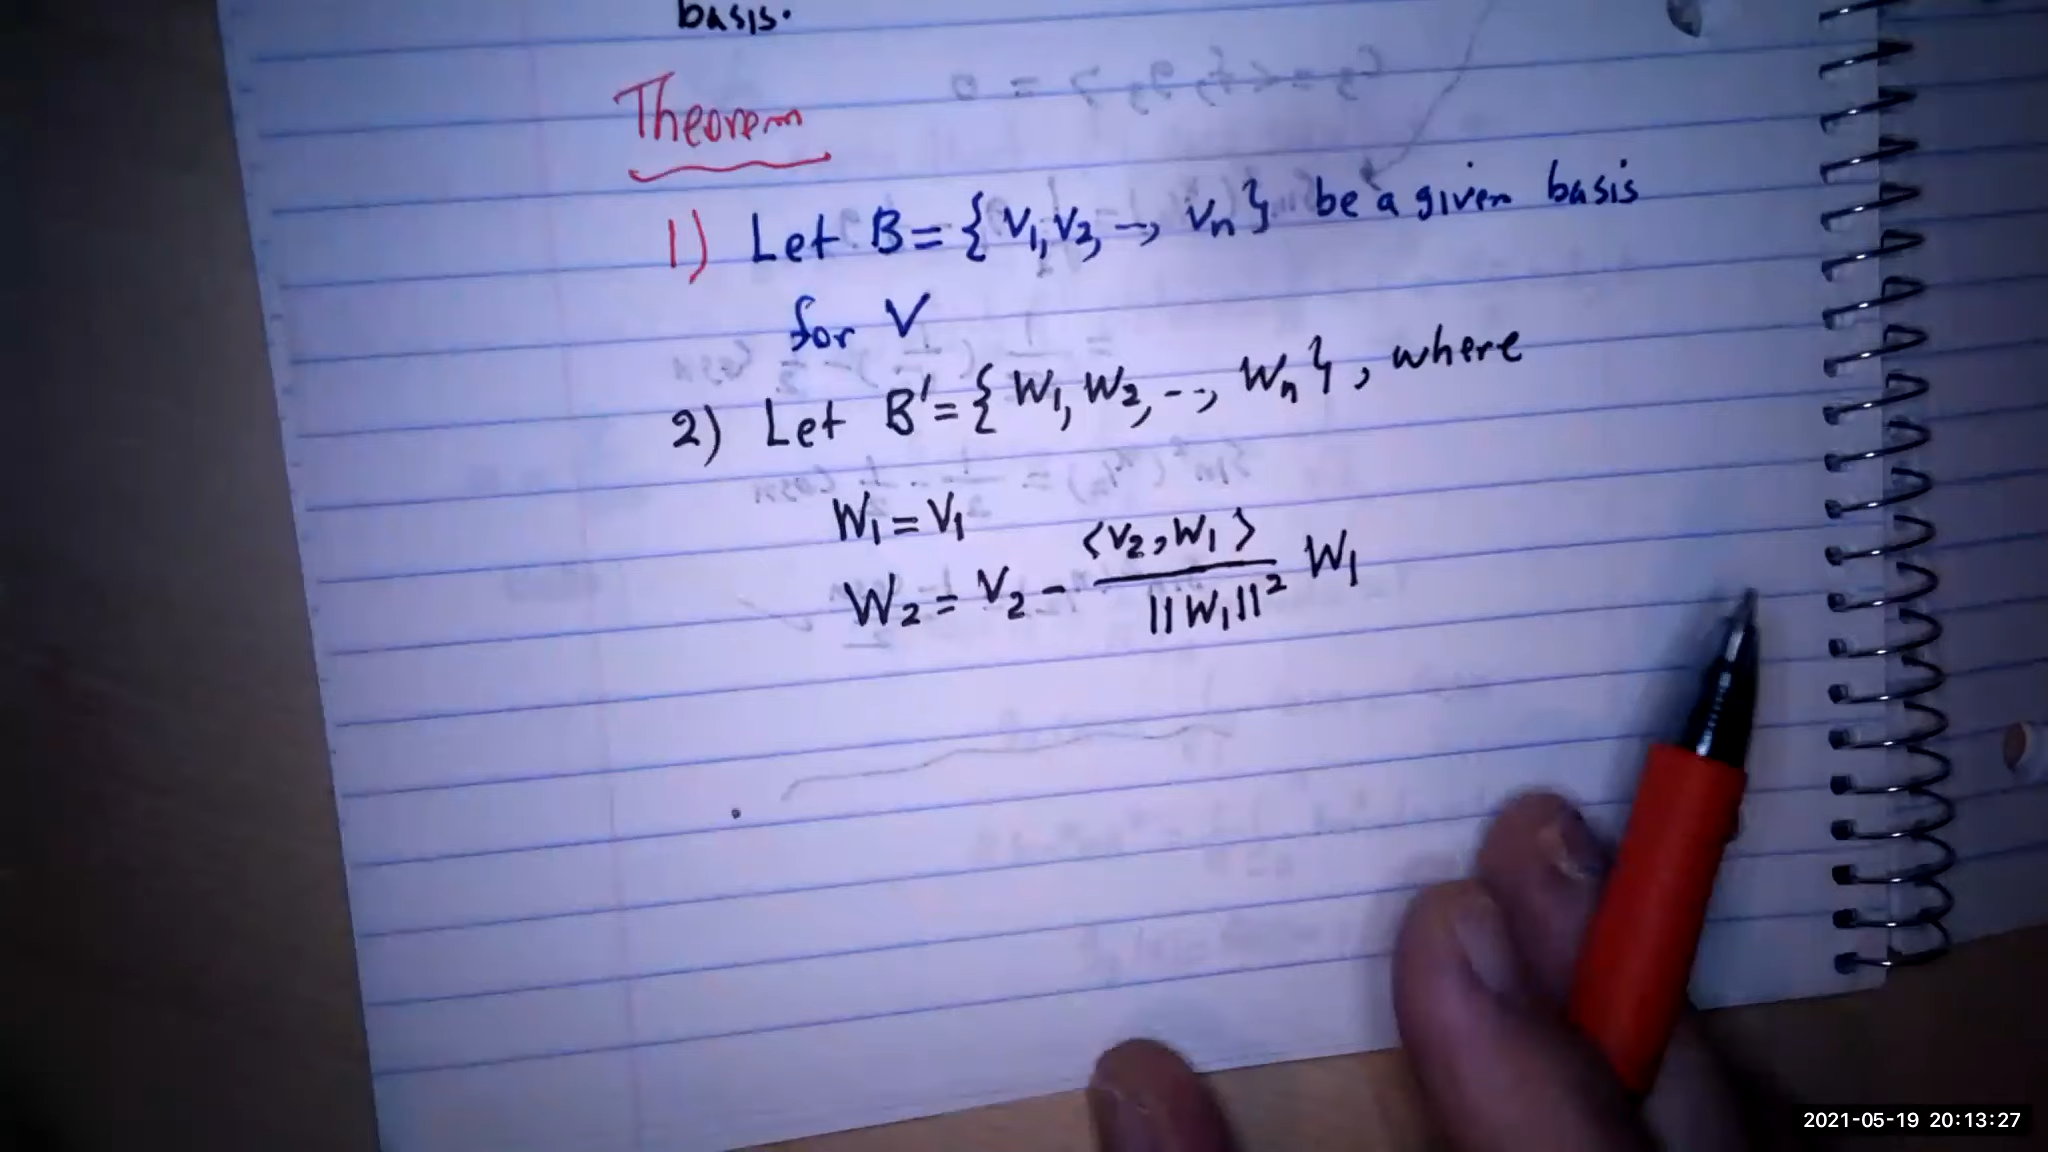 basis.
Theorem
1) Let B = { V1, V2, --, Vn } be a given basis
for V
2) Let B' = { W1, W2, --, Wn }, where
W1 = V1
W2 = V2 - <V2, W1> / ||W1||² W1
2021-05-19 20:13:27